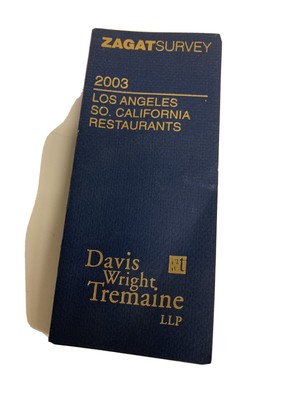 ZAGATSURVEY
2003
LOS ANGELES
SO. CALIFORNIA
RESTAURANTS
Davis
Wright
Tremaine
LLP